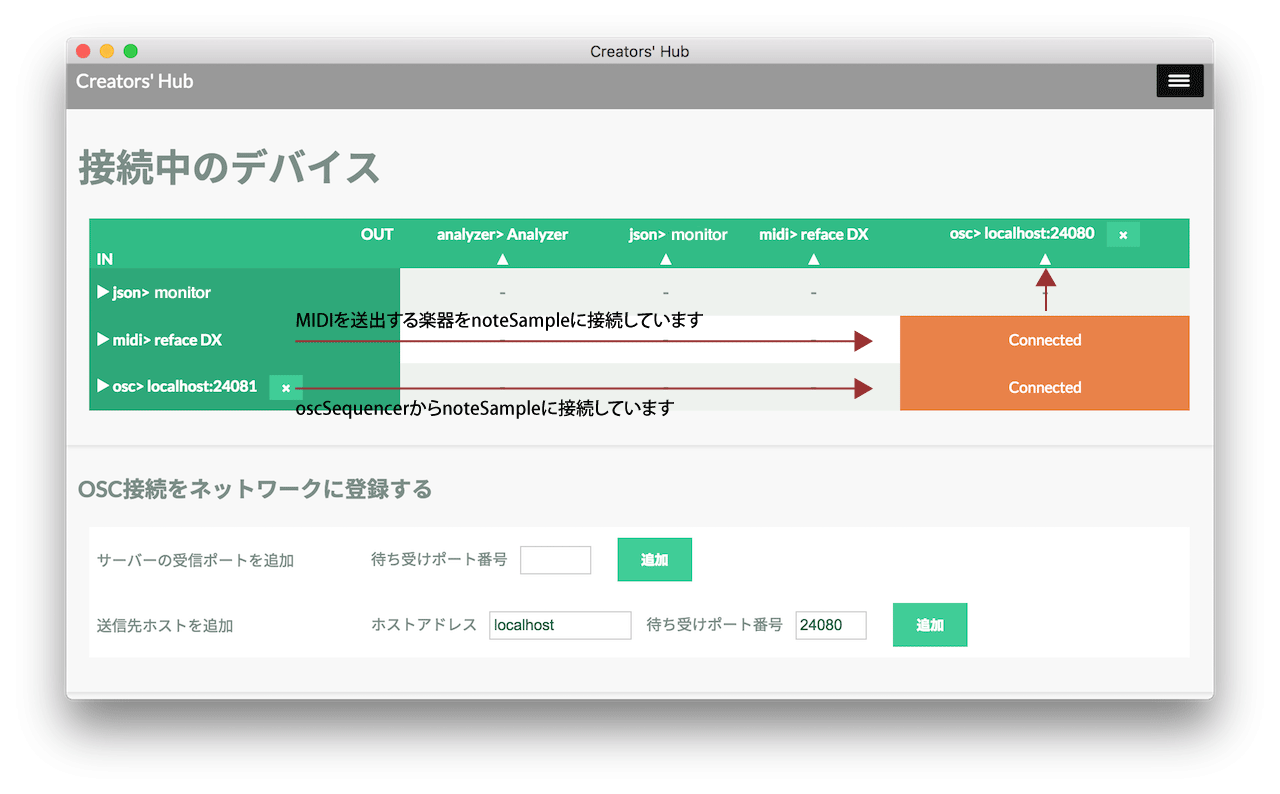 Creators' Hub
Creators' Hub
接続中のデバイス
OUT analyzer> Analyzer json> monitor midi> reface DX osc> localhost:24080 ×
IN ▲ ▲ ▲ ▲
▶ json> monitor - - - -
MIDIを送出する楽器をnoteSampleに接続しています
▶ midi> reface DX - - - Connected
▶ osc> localhost:24081 × - - - Connected
oscSequencerからnoteSampleに接続しています
OSC接続をネットワークに登録する
サーバーの受信ポートを追加 待ち受けポート番号 追加
送信先ホストを追加 ホストアドレス localhost 待ち受けポート番号 24080 追加